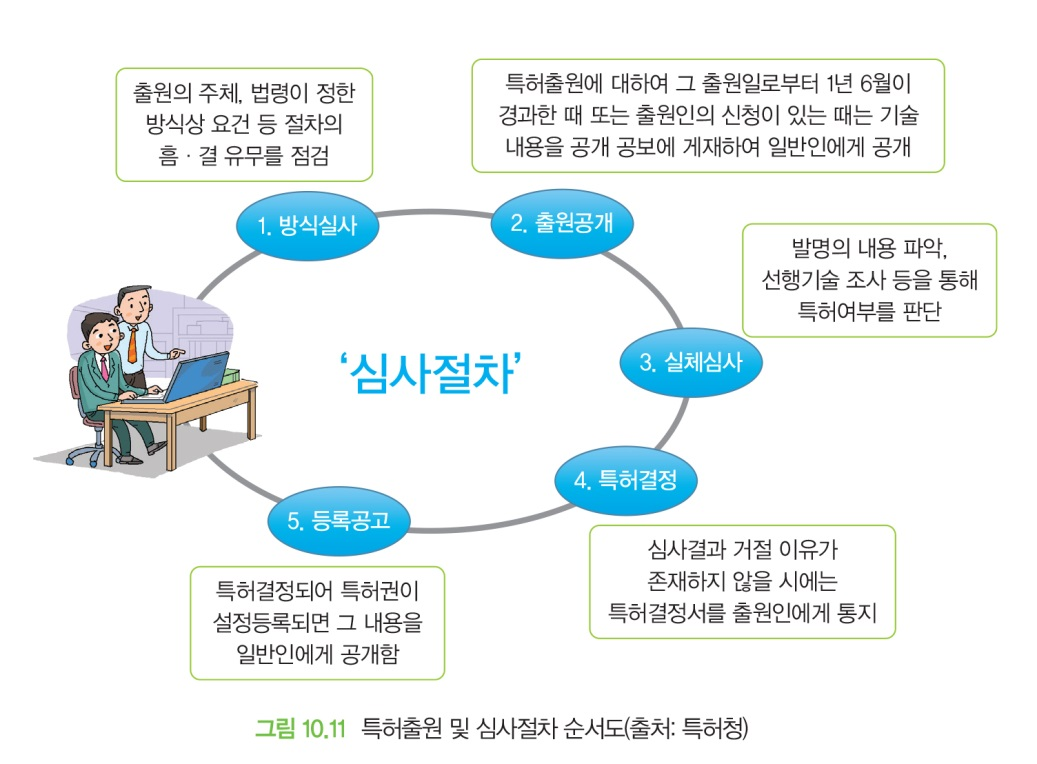 출원의 주체, 법령이 정한
방식상 요건 등 절차의
흠 · 결 유무를 점검
특허출원에 대하여 그 출원일로부터 1년 6월이
경과한 때 또는 출원인의 신청이 있는 때는 기술
내용을 공개 공보에 게재하여 일반인에게 공개
1. 방식실사
2. 출원공개
발명의 내용 파악,
선행기술 조사 등을 통해
특허여부를 판단
‘심사절차’
3. 실체심사
4. 특허결정
5. 등록공고
심사결과 거절 이유가
존재하지 않을 시에는
특허결정서를 출원인에게 통지
특허결정되어 특허권이
설정등록되면 그 내용을
일반인에게 공개함
그림 10.11 특허출원 및 심사절차 순서도(출처: 특허청)